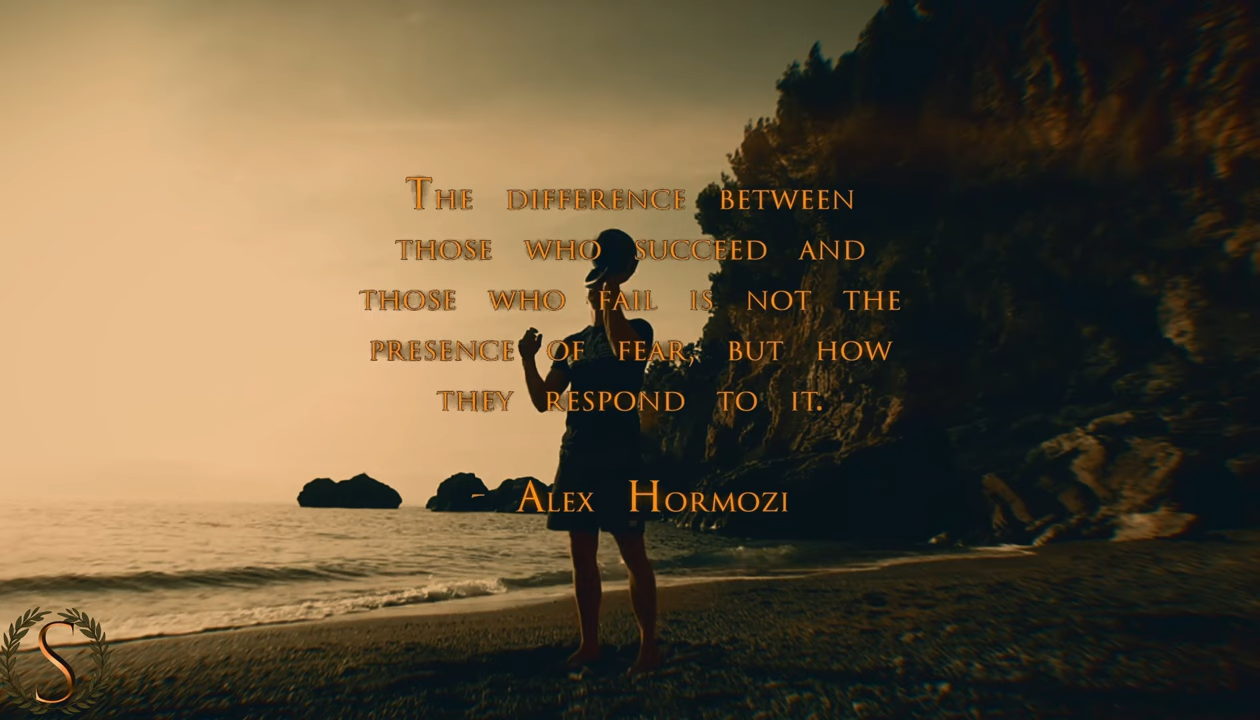 The difference between
those who succeed and
those who fail is not the
presence of fear, but how
they respond to it.
- Alex Hormozi
S